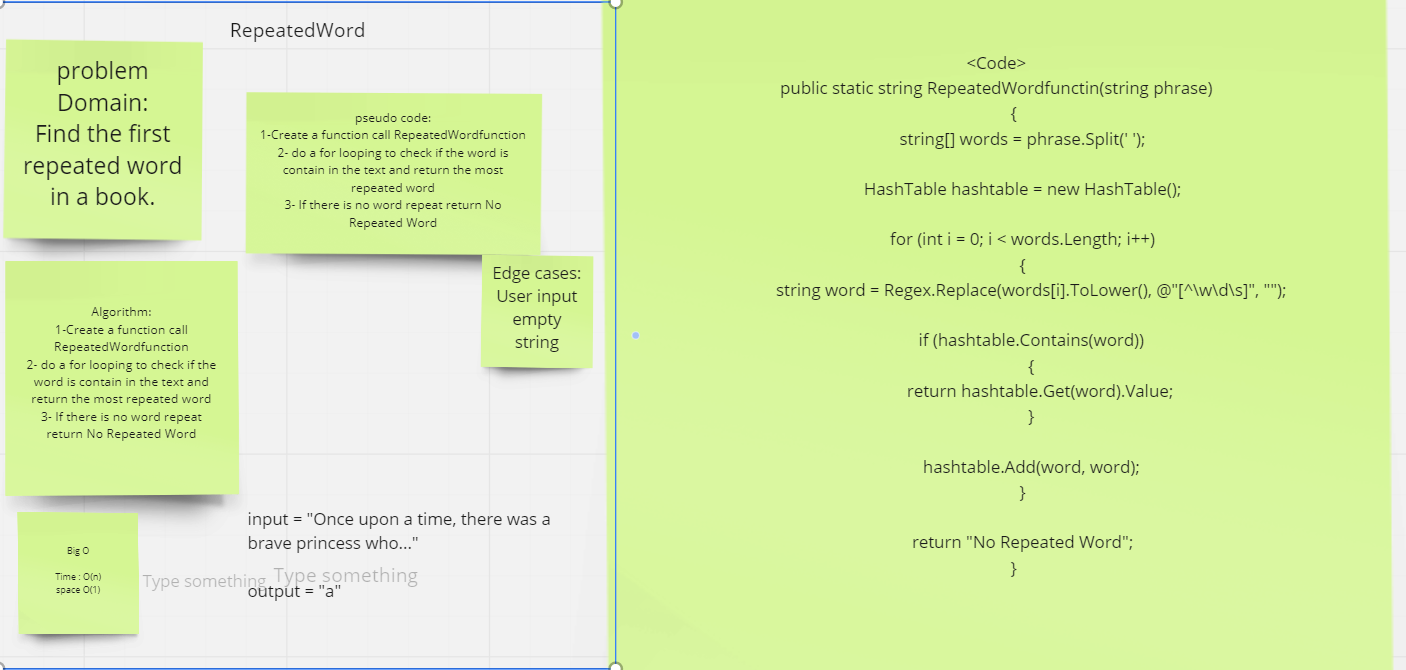 RepeatedWord
problem
Domain:
Find the first
repeated word
in a book.
pseudo code:
1-Create a function call RepeatedWordfunction
2- do a for looping to check if the word is
contain in the text and return the most
repeated word
3- If there is no word repeat return No
Repeated Word
Edge cases:
User input
empty
string
Algorithm:
1-Create a function call
RepeatedWordfunction
2- do a for looping to check if the
word is contain in the text and
return the most repeated word
3- If there is no word repeat
return No Repeated Word
Big O
Time : O(n)
space O(1)
input = "Once upon a time, there was a
brave princess who..."
Type something
Type something
output = "a"
<Code>
public static string RepeatedWordfunctin(string phrase)
{
string[] words = phrase.Split(' ');
HashTable hashtable = new HashTable();
for (int i = 0; i < words.Length; i++)
{
string word = Regex.Replace(words[i].ToLower(), @"[^\w\d\s]", "");
if (hashtable.Contains(word))
{
return hashtable.Get(word).Value;
}
hashtable.Add(word, word);
}
return "No Repeated Word";
}